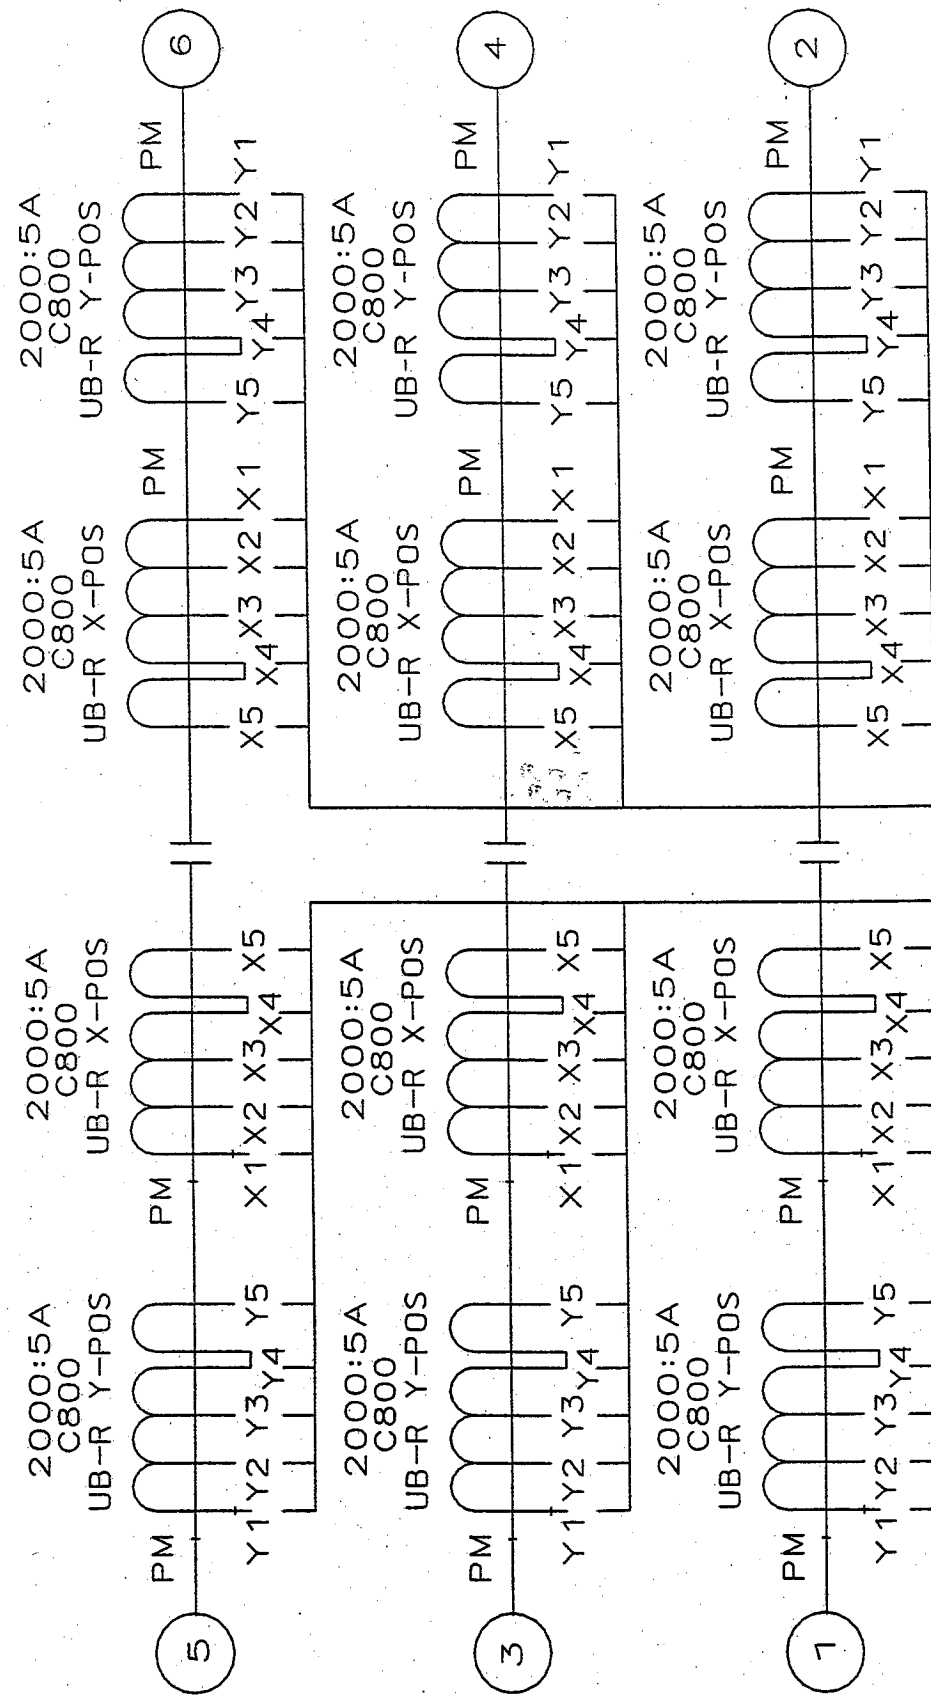 2000:5A 2000:5A 2000:5A 2000:5A
C800 C800 C800 C800
UB-R Y-POS UB-R X-POS UB-R X-POS UB-R Y-POS
PM PM PM PM
5 6
Y1 Y2 Y3 Y4 Y5 X1 X2 X3 X4 X5 X5 X4 X3 X2 X1 Y5 Y4 Y3 Y2 Y1
2000:5A 2000:5A 2000:5A 2000:5A
C800 C800 C800 C800
UB-R Y-POS UB-R X-POS UB-R X-POS UB-R Y-POS
PM PM PM PM
3 4
Y1 Y2 Y3 Y4 Y5 X1 X2 X3 X4 X5 X5 X4 X3 X2 X1 Y5 Y4 Y3 Y2 Y1
2000:5A 2000:5A 2000:5A 2000:5A
C800 C800 C800 C800
UB-R Y-POS UB-R X-POS UB-R X-POS UB-R Y-POS
PM PM PM PM
1 2
Y1 Y2 Y3 Y4 Y5 X1 X2 X3 X4 X5 X5 X4 X3 X2 X1 Y5 Y4 Y3 Y2 Y1